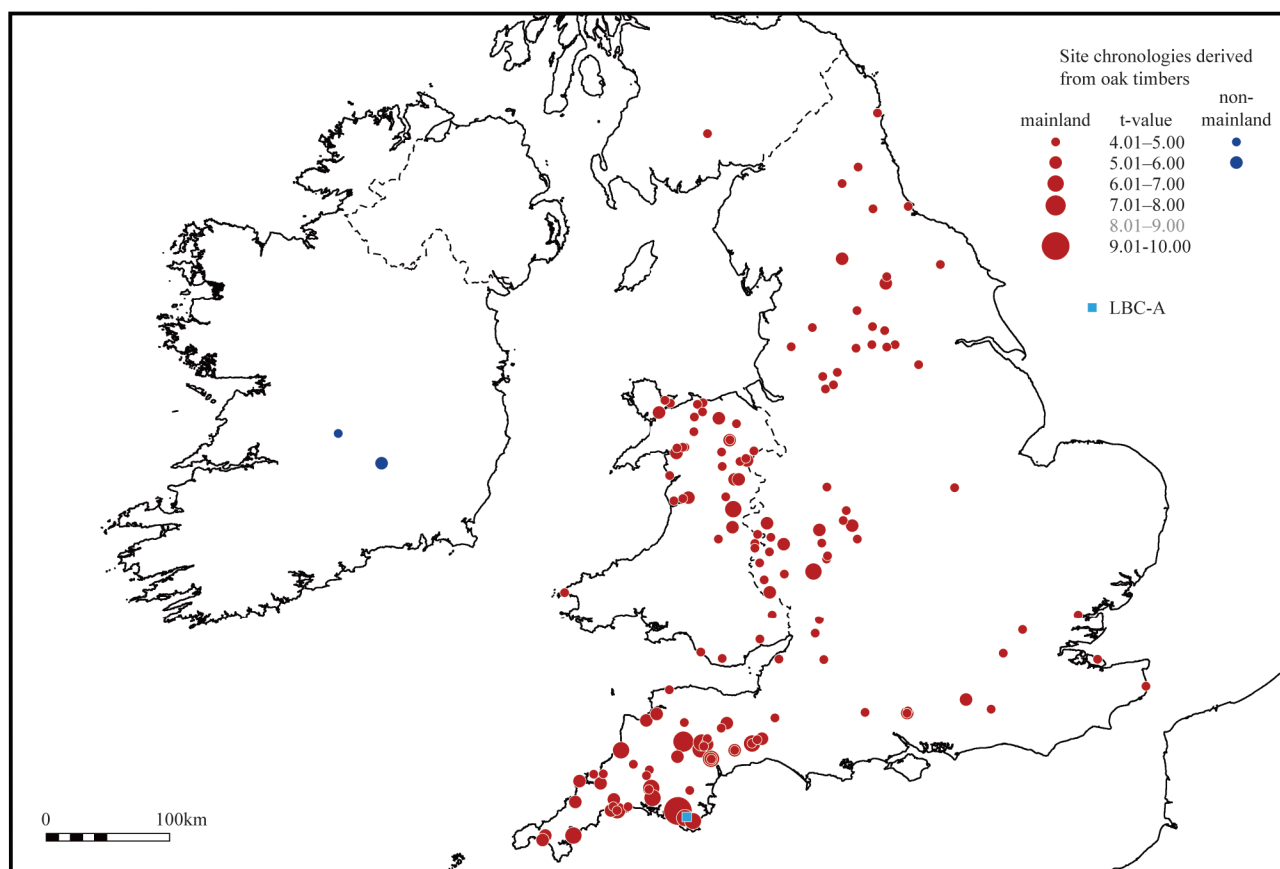 Site chronologies derived
from oak timbers
non-
mainland t-value mainland
4.01–5.00
5.01–6.00
6.01–7.00
7.01–8.00
8.01–9.00
9.01-10.00
LBC-A
0 100km